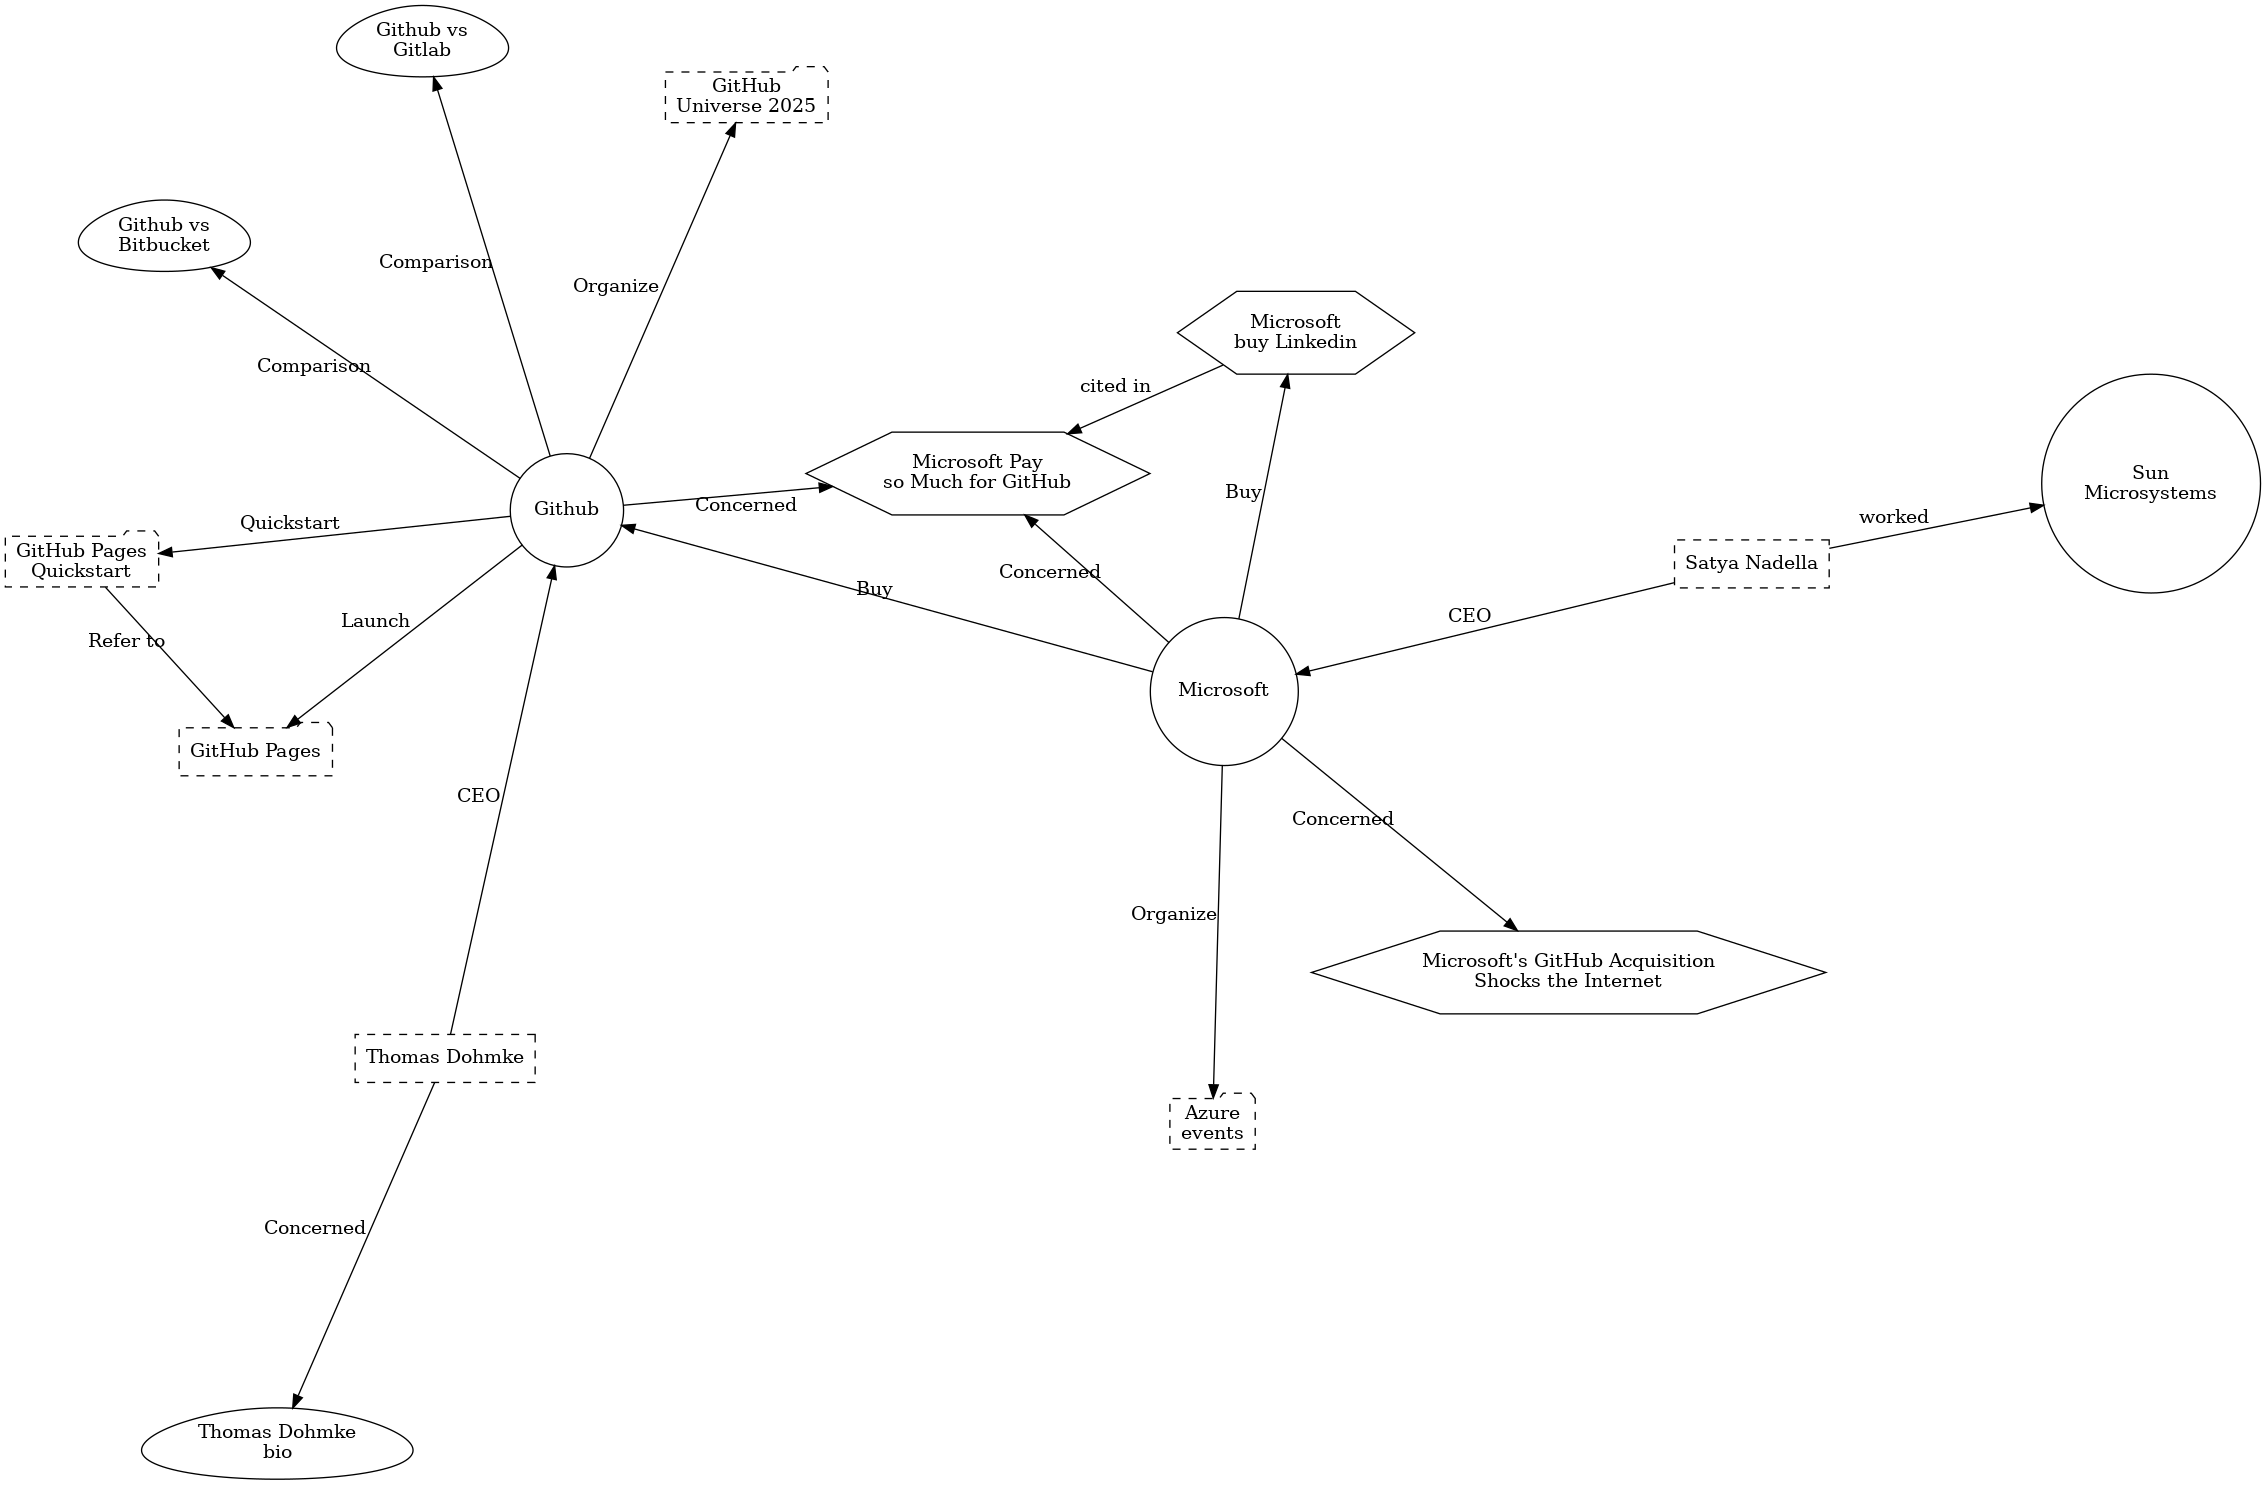 Github vs
Gitlab
GitHub
Universe 2025
Github vs
Bitbucket
Comparison
Organize
Microsoft
buy Linkedin
Comparison
cited in
Microsoft Pay
so Much for GitHub
Sun
Microsystems
Buy
Concerned
Github
Quickstart
worked
GitHub Pages
Quickstart
Satya Nadella
Concerned
Buy
CEO
Launch
Refer to
Microsoft
GitHub Pages
CEO
Concerned
Organize
Microsoft's GitHub Acquisition
Shocks the Internet
Thomas Dohmke
Azure
events
Concerned
Thomas Dohmke
bio